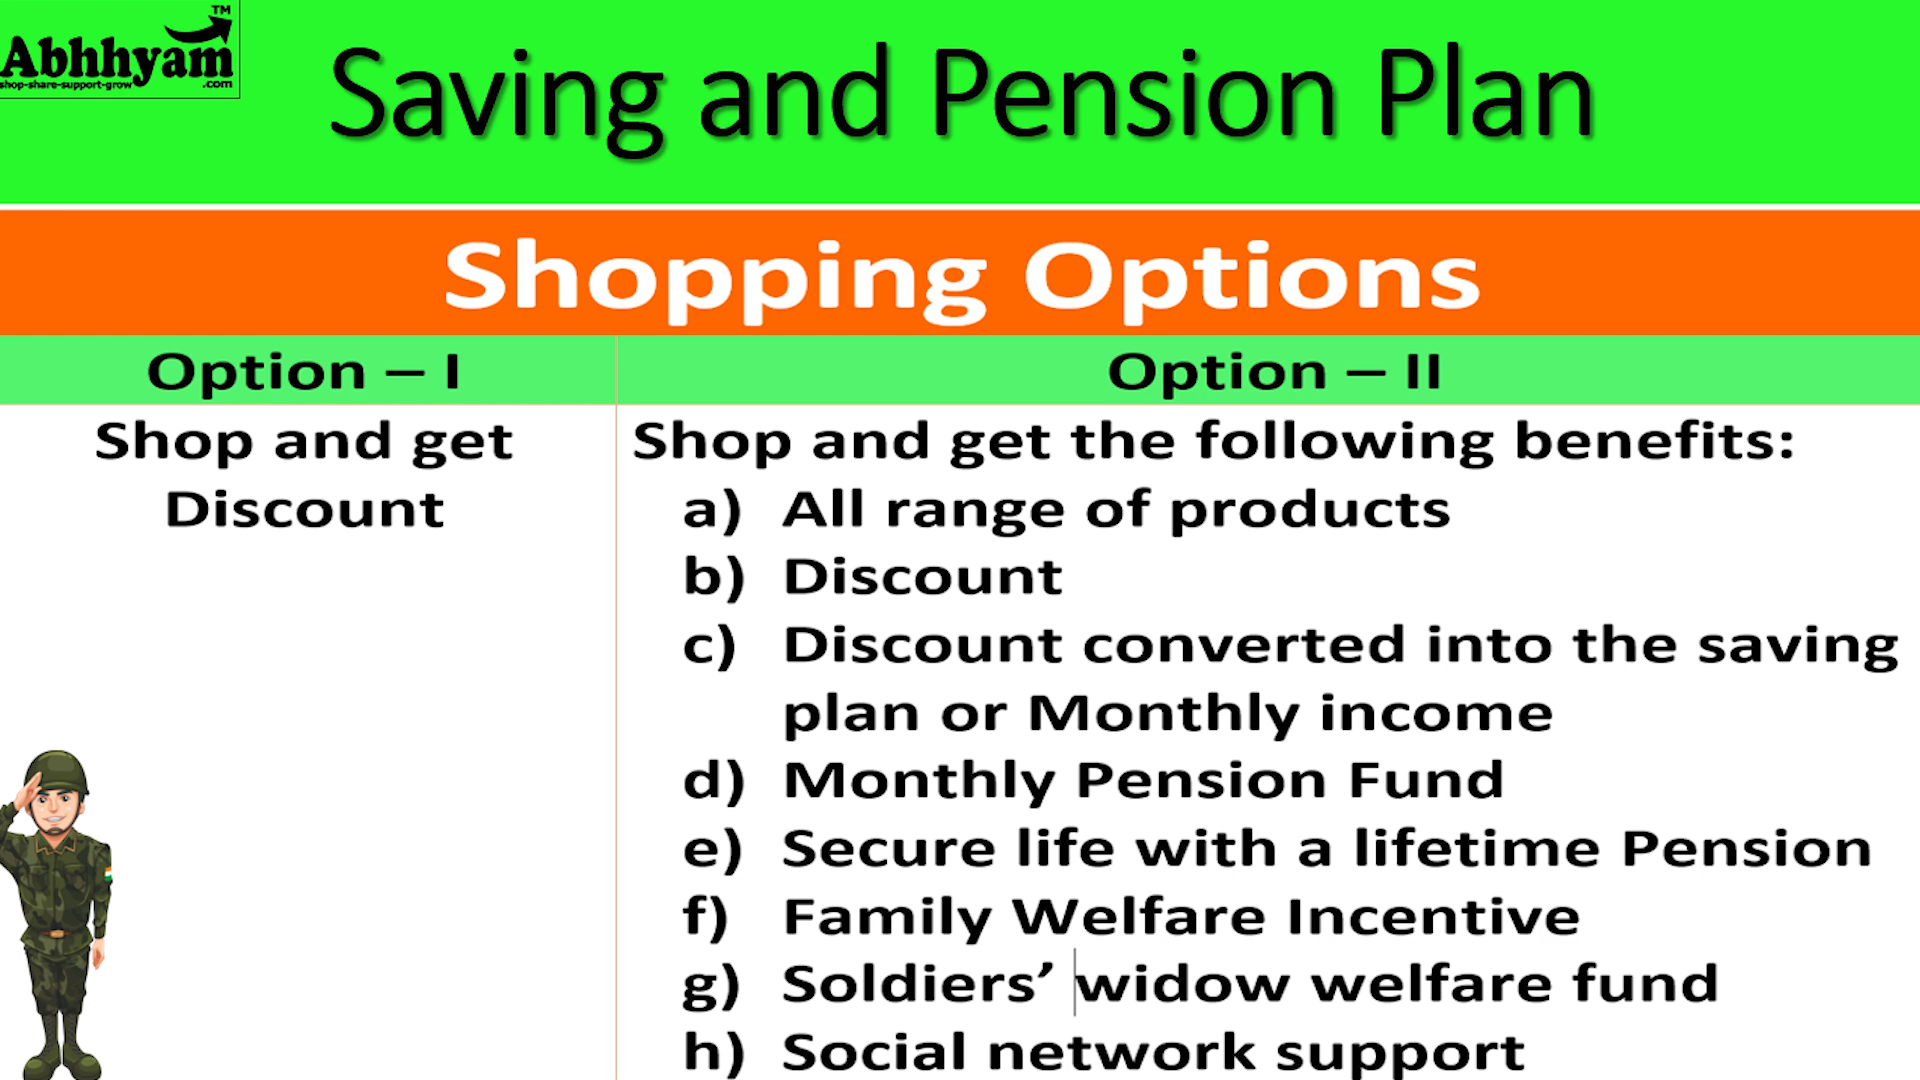 TM
Abhhyam
.com
shop-share-support-grow
Saving and Pension Plan
Shopping Options
Option – I
Option – II
Shop and get
Discount
Shop and get the following benefits:
a) All range of products
b) Discount
c) Discount converted into the saving
plan or Monthly income
d) Monthly Pension Fund
e) Secure life with a lifetime Pension
f) Family Welfare Incentive
g) Soldiers’ widow welfare fund
h) Social network support